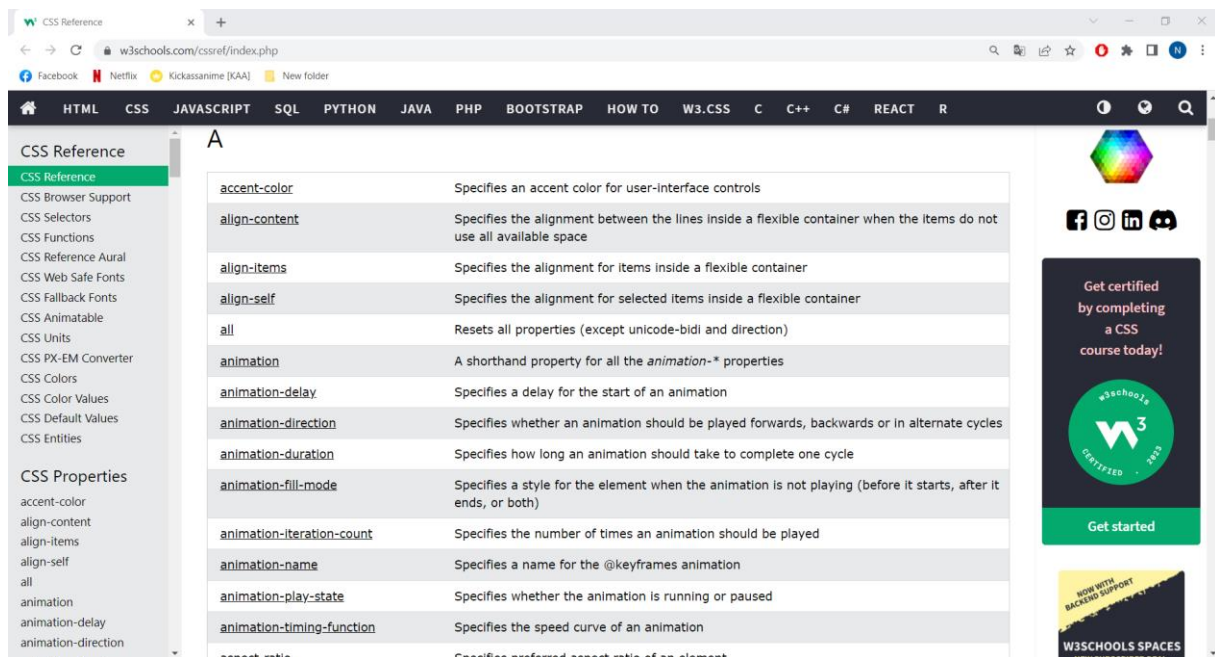 CSS Reference
w3schools.com/cssref/index.php
N
Facebook
Netflix
Kickassanime [KAA]
New folder
HTML CSS JAVASCRIPT SQL PYTHON JAVA PHP BOOTSTRAP HOW TO W3.CSS C C++ C# REACT R
CSS Reference
CSS Reference
CSS Browser Support
CSS Selectors
CSS Functions
CSS Reference Aural
CSS Web Safe Fonts
CSS Fallback Fonts
CSS Animatable
CSS Units
CSS PX-EM Converter
CSS Colors
CSS Color Values
CSS Default Values
CSS Entities
CSS Properties
accent-color
align-content
align-items
align-self
all
animation
animation-delay
animation-direction
A
accent-color Specifies an accent color for user-interface controls
align-content Specifies the alignment between the lines inside a flexible container when the items do not
use all available space
align-items Specifies the alignment for items inside a flexible container
align-self Specifies the alignment for selected items inside a flexible container
all Resets all properties (except unicode-bidi and direction)
animation A shorthand property for all the animation-* properties
animation-delay Specifies a delay for the start of an animation
animation-direction Specifies whether an animation should be played forwards, backwards or in alternate cycles
animation-duration Specifies how long an animation should take to complete one cycle
animation-fill-mode Specifies a style for the element when the animation is not playing (before it starts, after it
ends, or both)
animation-iteration-count Specifies the number of times an animation should be played
animation-name Specifies a name for the @keyframes animation
animation-play-state Specifies whether the animation is running or paused
animation-timing-function Specifies the speed curve of an animation
aspect-ratio Specifies preferred aspect ratio of an element
Get certified
by completing
a CSS
course today!
w3schools
3
CERTIFIED . 2023
Get started
NOW WITH
BACKEND SUPPORT
W3SCHOOLS SPACES